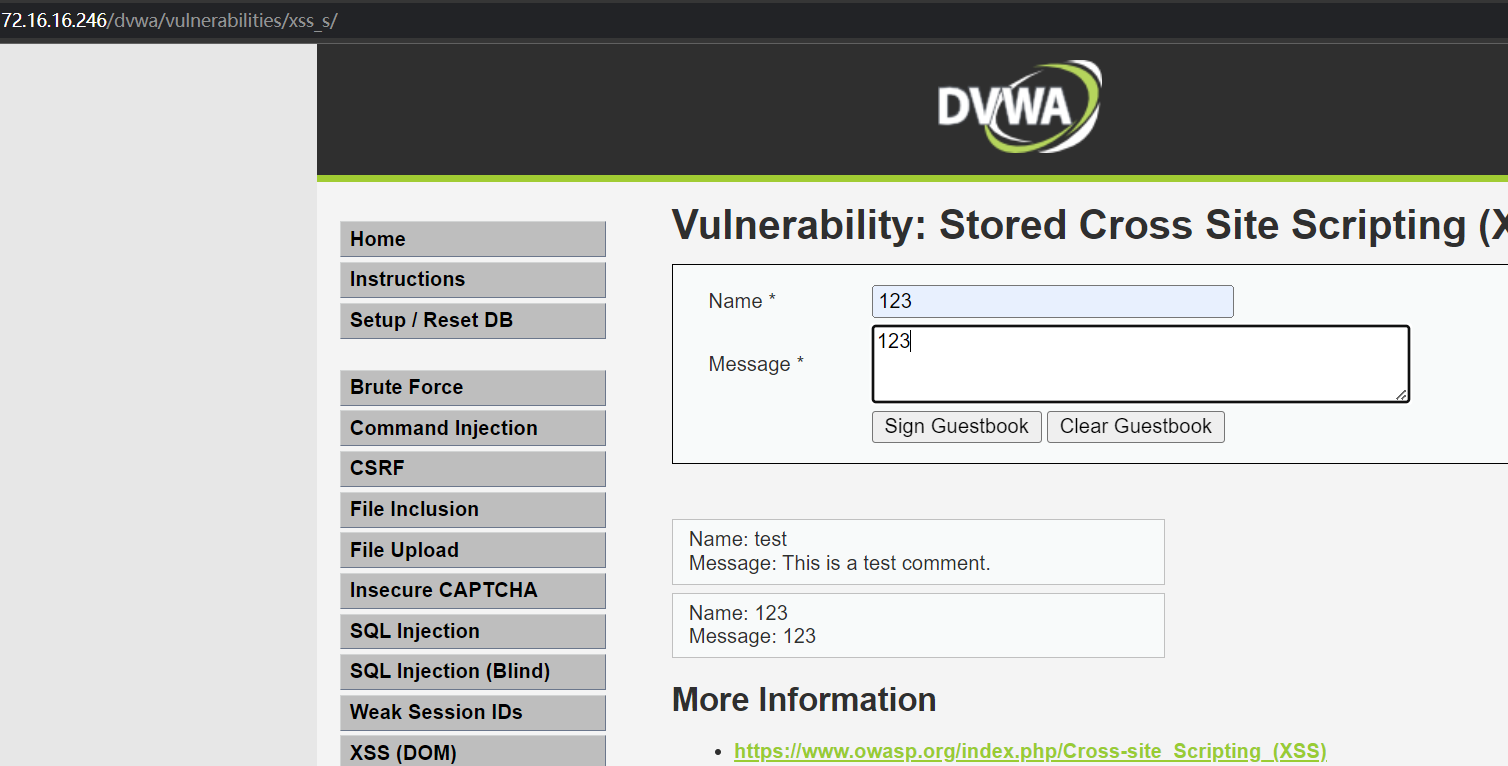 72.16.16.246/dvwa/vulnerabilities/xss_s/
DVWA
Home
Instructions
Setup / Reset DB
Brute Force
Command Injection
CSRF
File Inclusion
File Upload
Insecure CAPTCHA
SQL Injection
SQL Injection (Blind)
Weak Session IDs
XSS (DOM)
Vulnerability: Stored Cross Site Scripting (X
Name * 123
Message * 123
Sign Guestbook Clear Guestbook
Name: test
Message: This is a test comment.
Name: 123
Message: 123
More Information
• https://www.owasp.org/index.php/Cross-site_Scripting_(XSS)